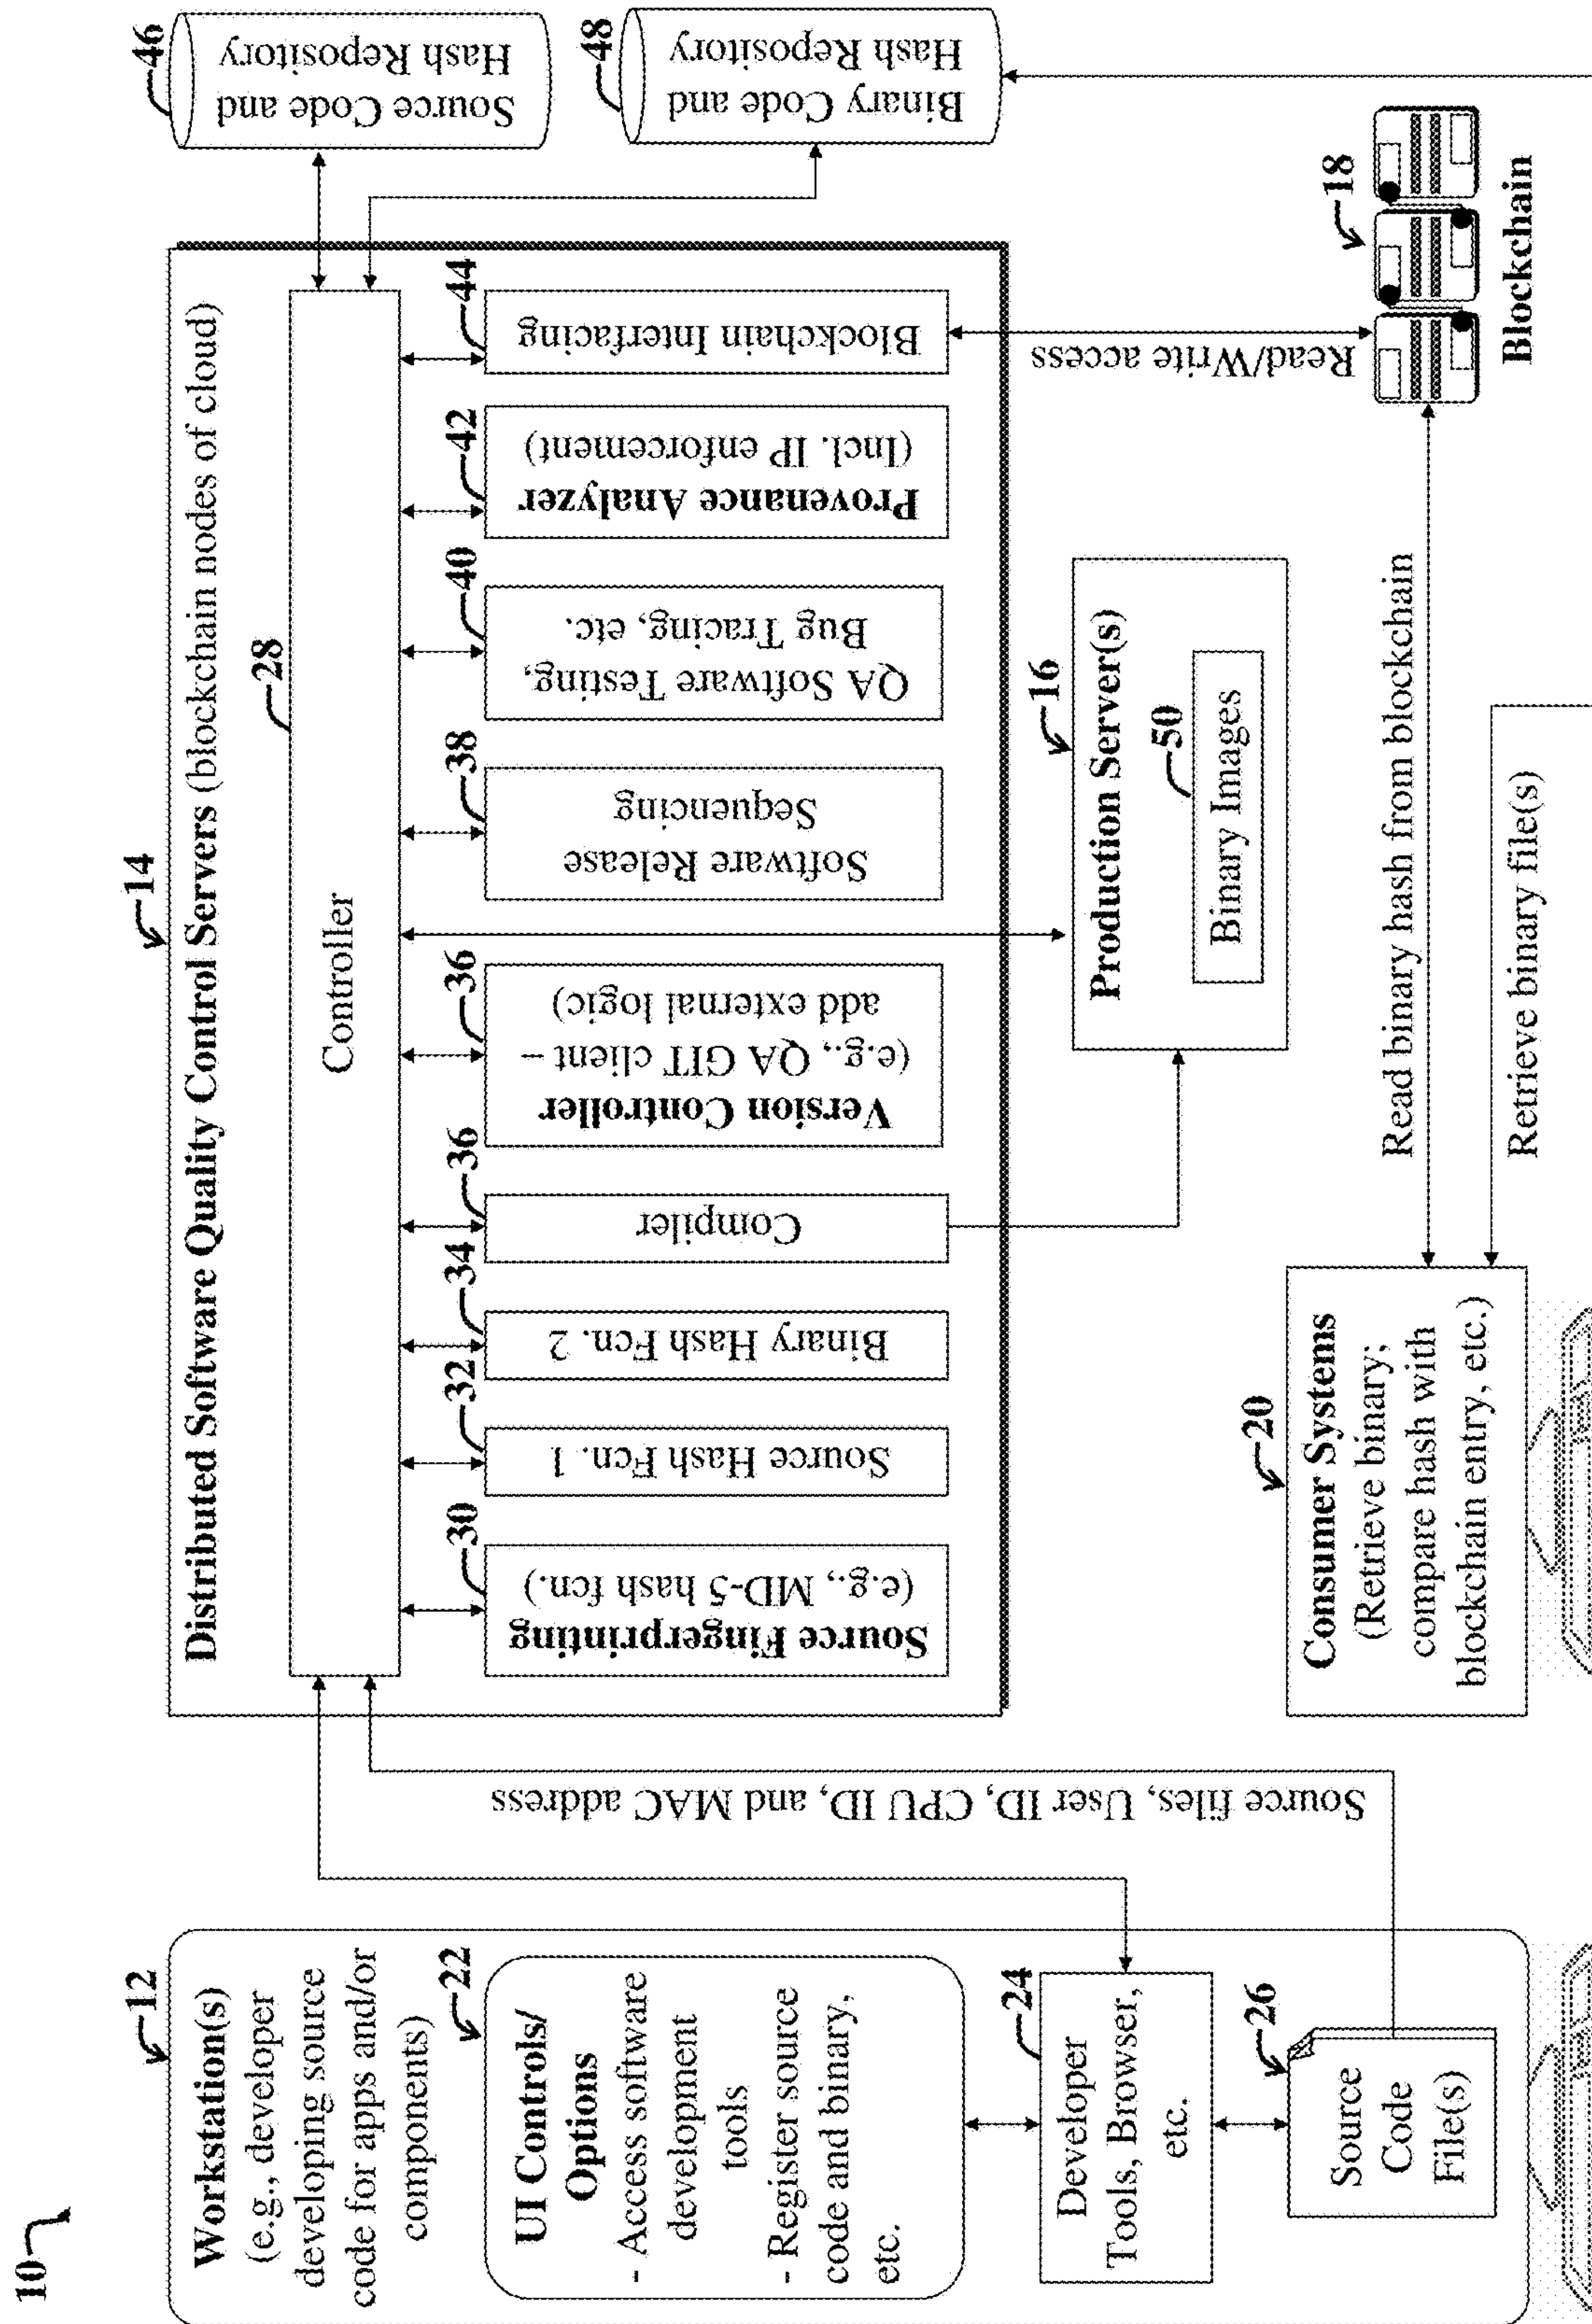 10
12
Workstation(s)
(e.g., developer
developing source
code for apps and/or
components)
22
UI Controls/
Options
- Access software
development
tools
- Register source
code and binary,
etc.
24
Developer
Tools, Browser,
etc.
26
Source
Code
File(s)
Source files, User ID, CPU ID, and MAC address
14
Distributed Software Quality Control Servers (blockchain nodes of cloud)
28
Controller
30
Source Fingerprinting
(e.g., MD-5 hash fcn.)
32
Source Hash Fcn. 1
34
Binary Hash Fcn. 2
36
Compiler
36
Version Controller
(e.g., QA GIT client –
add external logic)
38
Software Release
Sequencing
40
QA Software Testing,
Bug Tracing, etc.
42
Provenance Analyzer
(Incl. IP enforcement)
44
Blockchain Interfacing
46
Source Code and
Hash Repository
48
Binary Code and
Hash Repository
16
Production Server(s)
50
Binary Images
Read/Write access
18
Blockchain
20
Consumer Systems
(Retrieve binary;
compare hash with
blockchain entry, etc.)
Read binary hash from blockchain
Retrieve binary file(s)